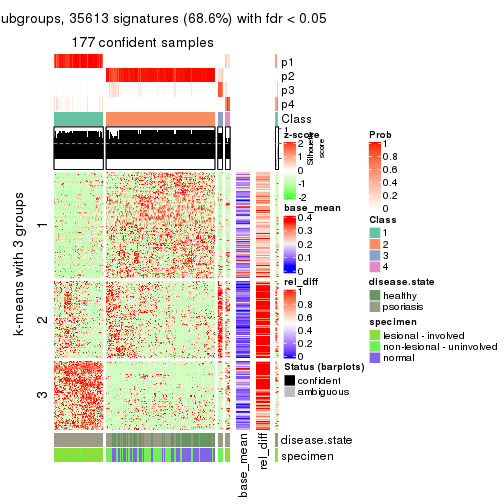 ubgroups, 35613 signatures (68.6%) with fdr < 0.05
177 confident samples
p1
p2
p3
p4
Class
1
Silhouette
score
z-score
2
1
0
-1
-2
base_mean
0.4
0.3
0.2
0.1
0
rel_diff
1
0.8
0.6
0.4
0.2
0
Status (barplots)
confident
ambiguous
Prob
1
0.8
0.6
0.4
0.2
0
Class
1
2
3
4
disease.state
healthy
psoriasis
specimen
lesional - involved
non-lesional - uninvolved
normal
k-means with 3 groups
1
2
3
disease.state
specimen
base_mean
rel_diff